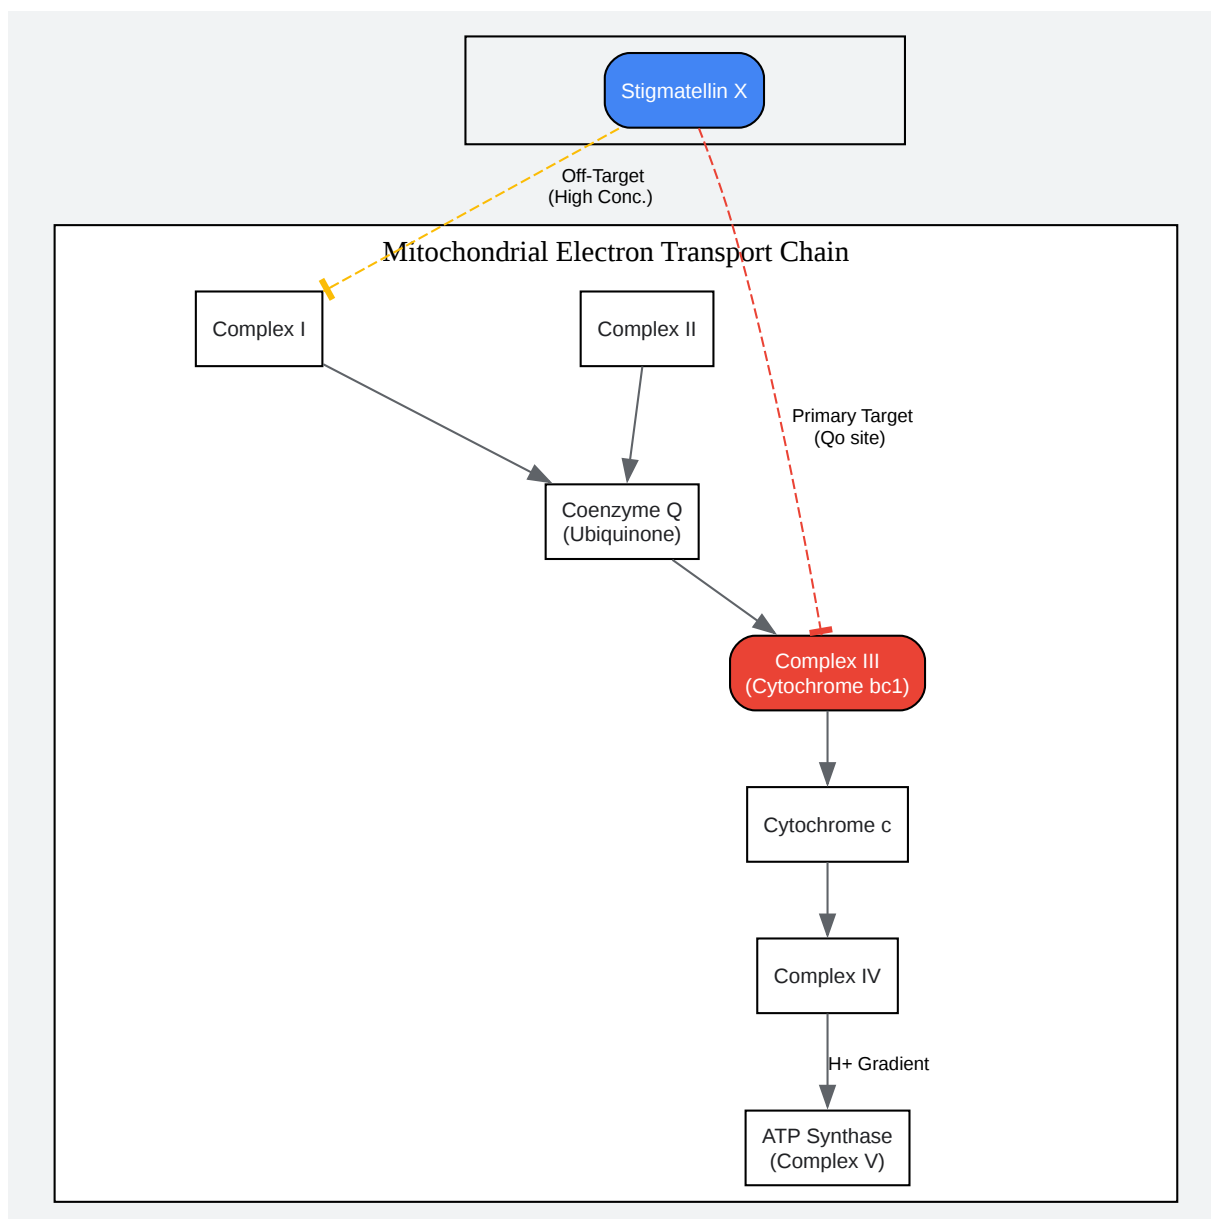 Stigmatellin X
Off-Target
(High Conc.)
Mitochondrial Electron Transport Chain
Complex I
Complex II
Primary Target
(Qo site)
Coenzyme Q
(Ubiquinone)
Complex III
(Cytochrome bc1)
Cytochrome c
Complex IV
H+ Gradient
ATP Synthase
(Complex V)